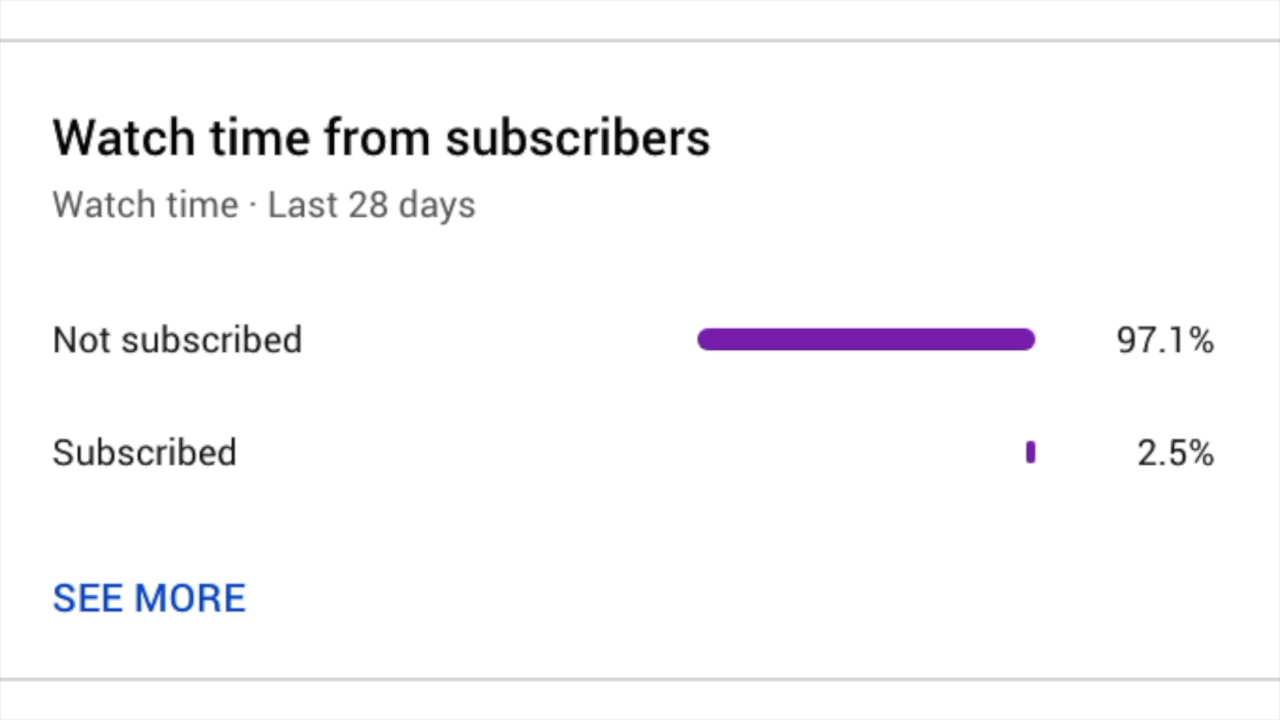 Watch time from subscribers
Watch time · Last 28 days
Not subscribed 97.1%
Subscribed 2.5%
SEE MORE